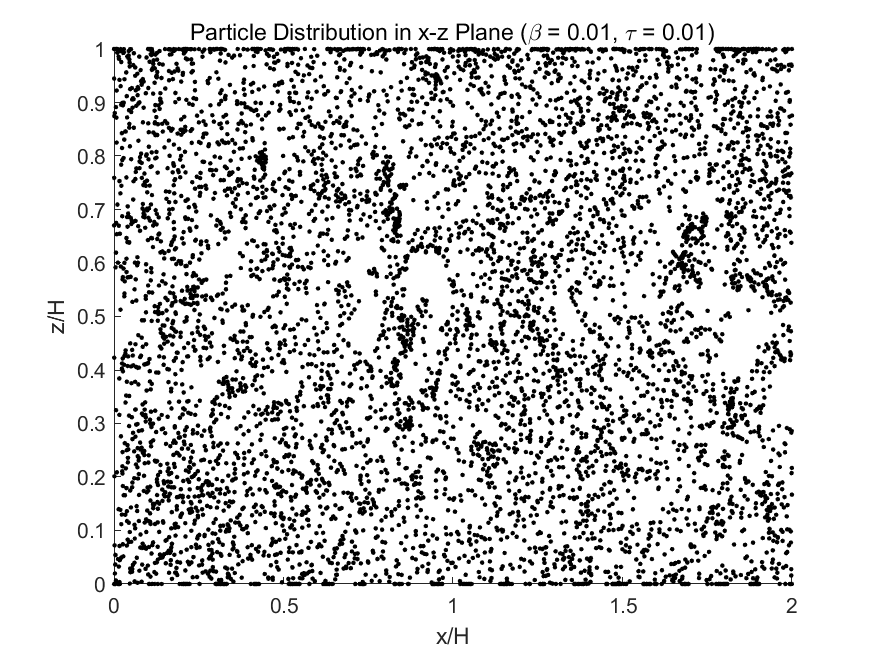 Particle Distribution in x-z Plane (β = 0.01, τ = 0.01)
1
0.9
0.8
0.7
0.6
0.5
0.4
0.3
0.2
0.1
0
z/H
0 0.5 1 1.5 2
x/H